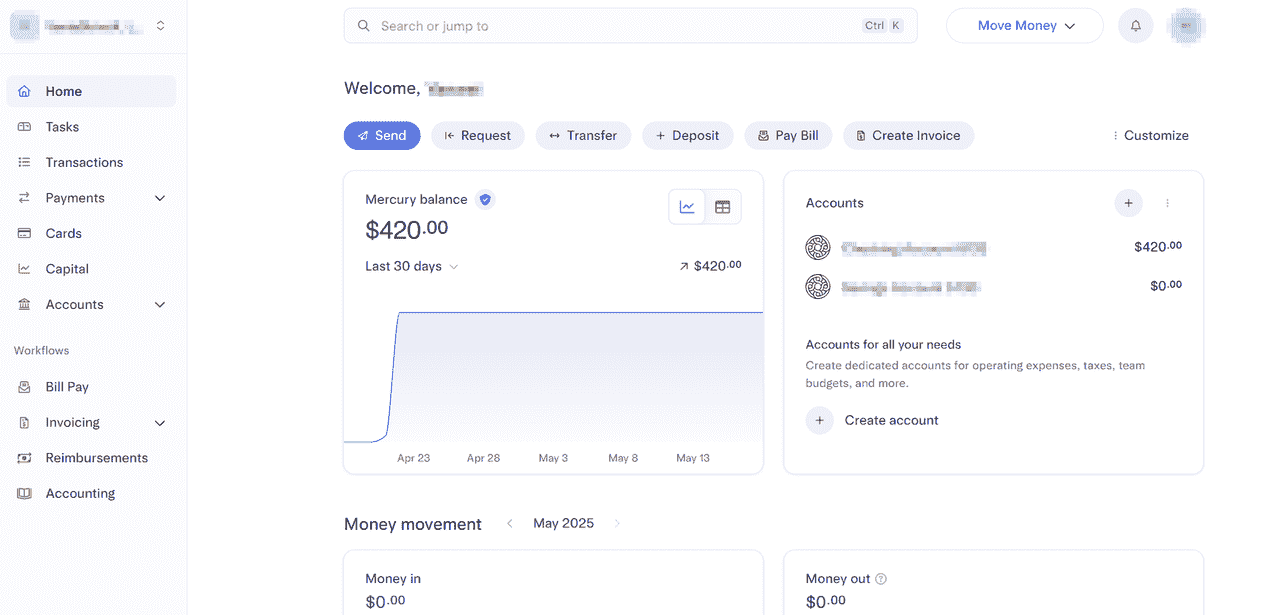 Search or jump to Ctrl K
Move Money
Home
Tasks
Transactions
Payments
Cards
Capital
Accounts
Workflows
Bill Pay
Invoicing
Reimbursements
Accounting
Welcome,
Send Request Transfer Deposit Pay Bill Create Invoice Customize
Mercury balance
$420.00
Last 30 days $420.00
Apr 23 Apr 28 May 3 May 8 May 13
Accounts
$420.00
$0.00
Accounts for all your needs
Create dedicated accounts for operating expenses, taxes, team
budgets, and more.
Create account
Money movement May 2025
Money in
$0.00
Money out
$0.00